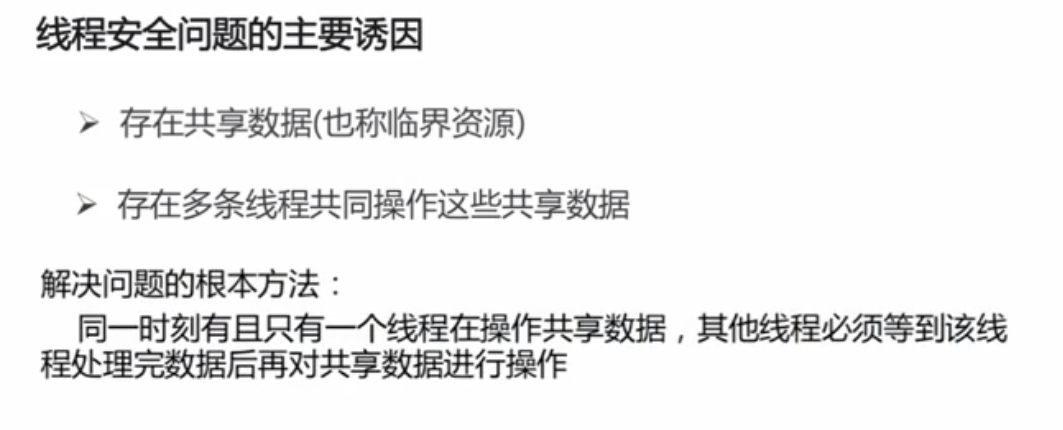 线程安全问题的主要诱因
➢ 存在共享数据(也称临界资源)
➢ 存在多条线程共同操作这些共享数据
解决问题的根本方法：
同一时刻有且只有一个线程在操作共享数据，其他线程必须等到该线
程处理完数据后再对共享数据进行操作